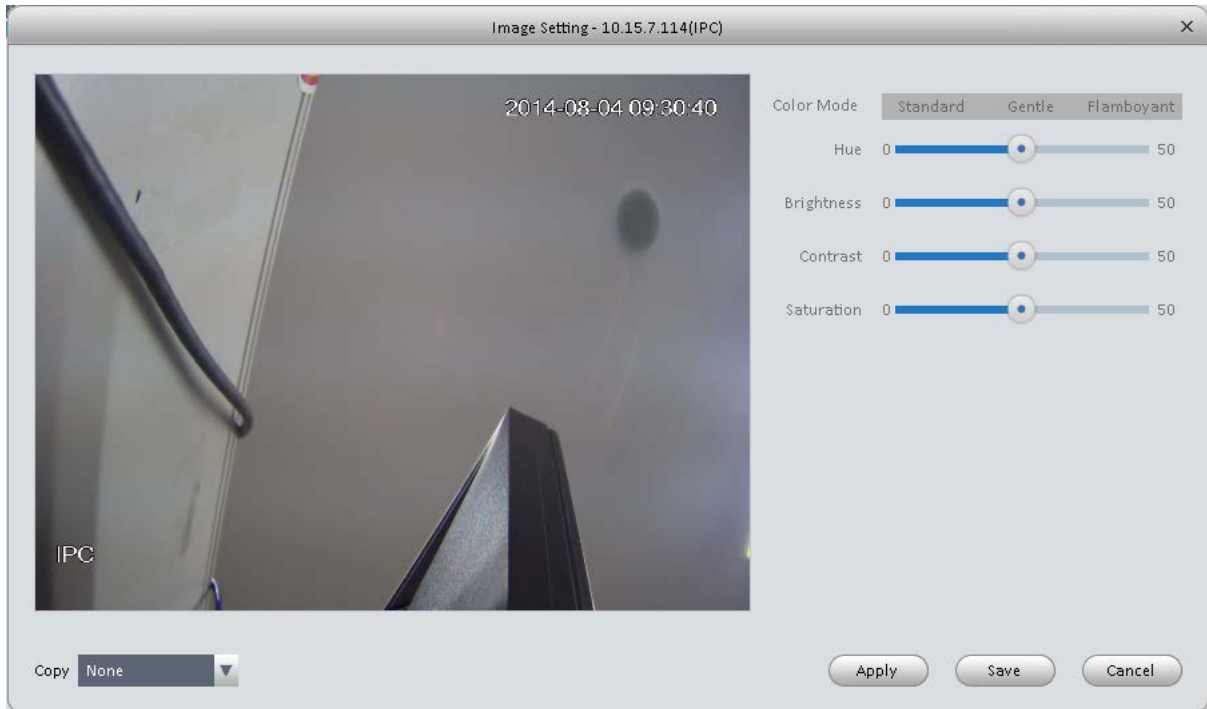 Image Setting - 10.15.7.114(IPC)
2014-08-04 09:30:40
IPC
Color Mode Standard Gentle Flamboyant
Hue 0 50
Brightness 0 50
Contrast 0 50
Saturation 0 50
Copy None
Apply Save Cancel